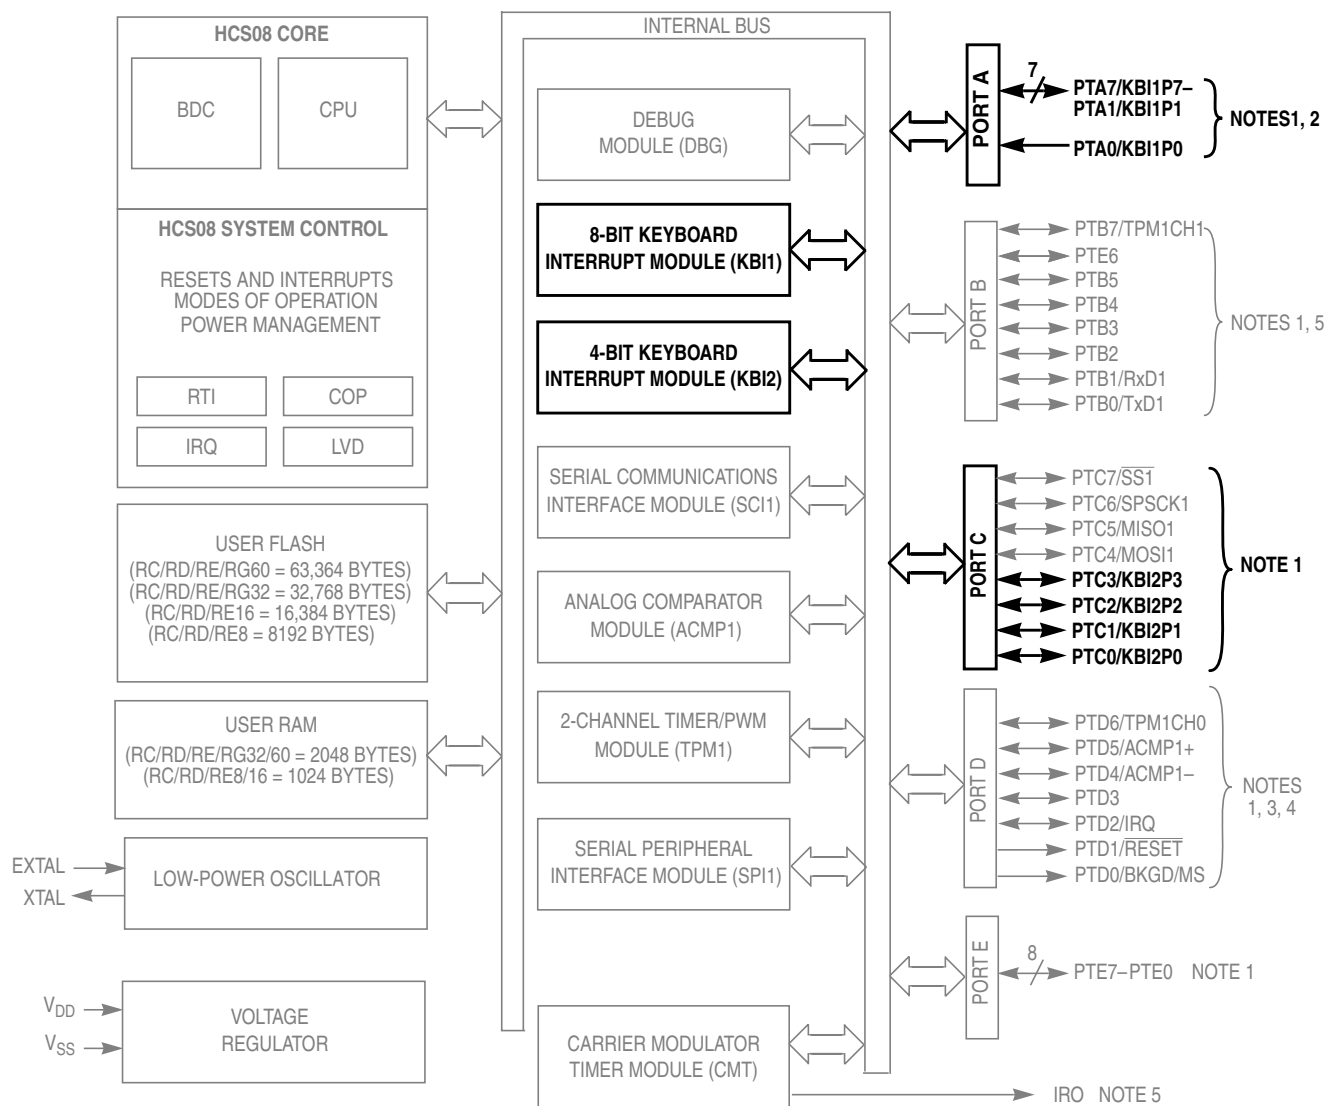 HCS08 CORE
BDC
CPU
HCS08 SYSTEM CONTROL
RESETS AND INTERRUPTS
MODES OF OPERATION
POWER MANAGEMENT
RTI
COP
IRQ
LVD
USER FLASH
(RC/RD/RE/RG60 = 63,364 BYTES)
(RC/RD/RE/RG32 = 32,768 BYTES)
(RC/RD/RE16 = 16,384 BYTES)
(RC/RD/RE8 = 8192 BYTES)
USER RAM
(RC/RD/RE/RG32/60 = 2048 BYTES)
(RC/RD/RE8/16 = 1024 BYTES)
EXTAL
XTAL
LOW-POWER OSCILLATOR
VDD
VSS
VOLTAGE
REGULATOR
INTERNAL BUS
DEBUG
MODULE (DBG)
8-BIT KEYBOARD
INTERRUPT MODULE (KBI1)
4-BIT KEYBOARD
INTERRUPT MODULE (KBI2)
SERIAL COMMUNICATIONS
INTERFACE MODULE (SCI1)
ANALOG COMPARATOR
MODULE (ACMP1)
2-CHANNEL TIMER/PWM
MODULE (TPM1)
SERIAL PERIPHERAL
INTERFACE MODULE (SPI1)
CARRIER MODULATOR
TIMER MODULE (CMT)
PORT A
7
PTA7/KBI1P7–
PTA1/KBI1P1
PTA0/KBI1P0
NOTES1, 2
PORT B
PTB7/TPM1CH1
PTE6
PTB5
PTB4
PTB3
PTB2
PTB1/RxD1
PTB0/TxD1
NOTES 1, 5
PORT C
PTC7/SS1
PTC6/SPSCK1
PTC5/MISO1
PTC4/MOSI1
PTC3/KBI2P3
PTC2/KBI2P2
PTC1/KBI2P1
PTC0/KBI2P0
NOTE 1
PORT D
PTD6/TPM1CH0
PTD5/ACMP1+
PTD4/ACMP1–
PTD3
PTD2/IRQ
PTD1/RESET
PTD0/BKGD/MS
NOTES
1, 3, 4
PORT E
8
PTE7–PTE0 NOTE 1
IRO NOTE 5